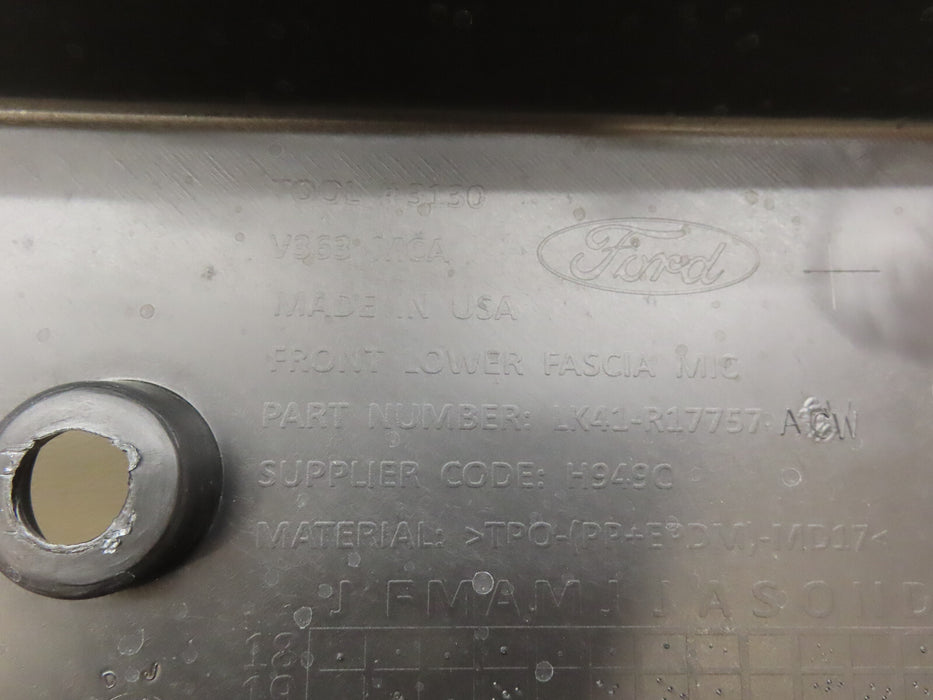 TOOL #3130
V363 MCA
Ford
MADE IN USA
FRONT LOWER FASCIA MIC
PART NUMBER: LK41-R17757
SUPPLIER CODE: H949C
MATERIAL: >TPO-(PP+EPDM)-MD17<
J F M A M J J A S O N D
18
19